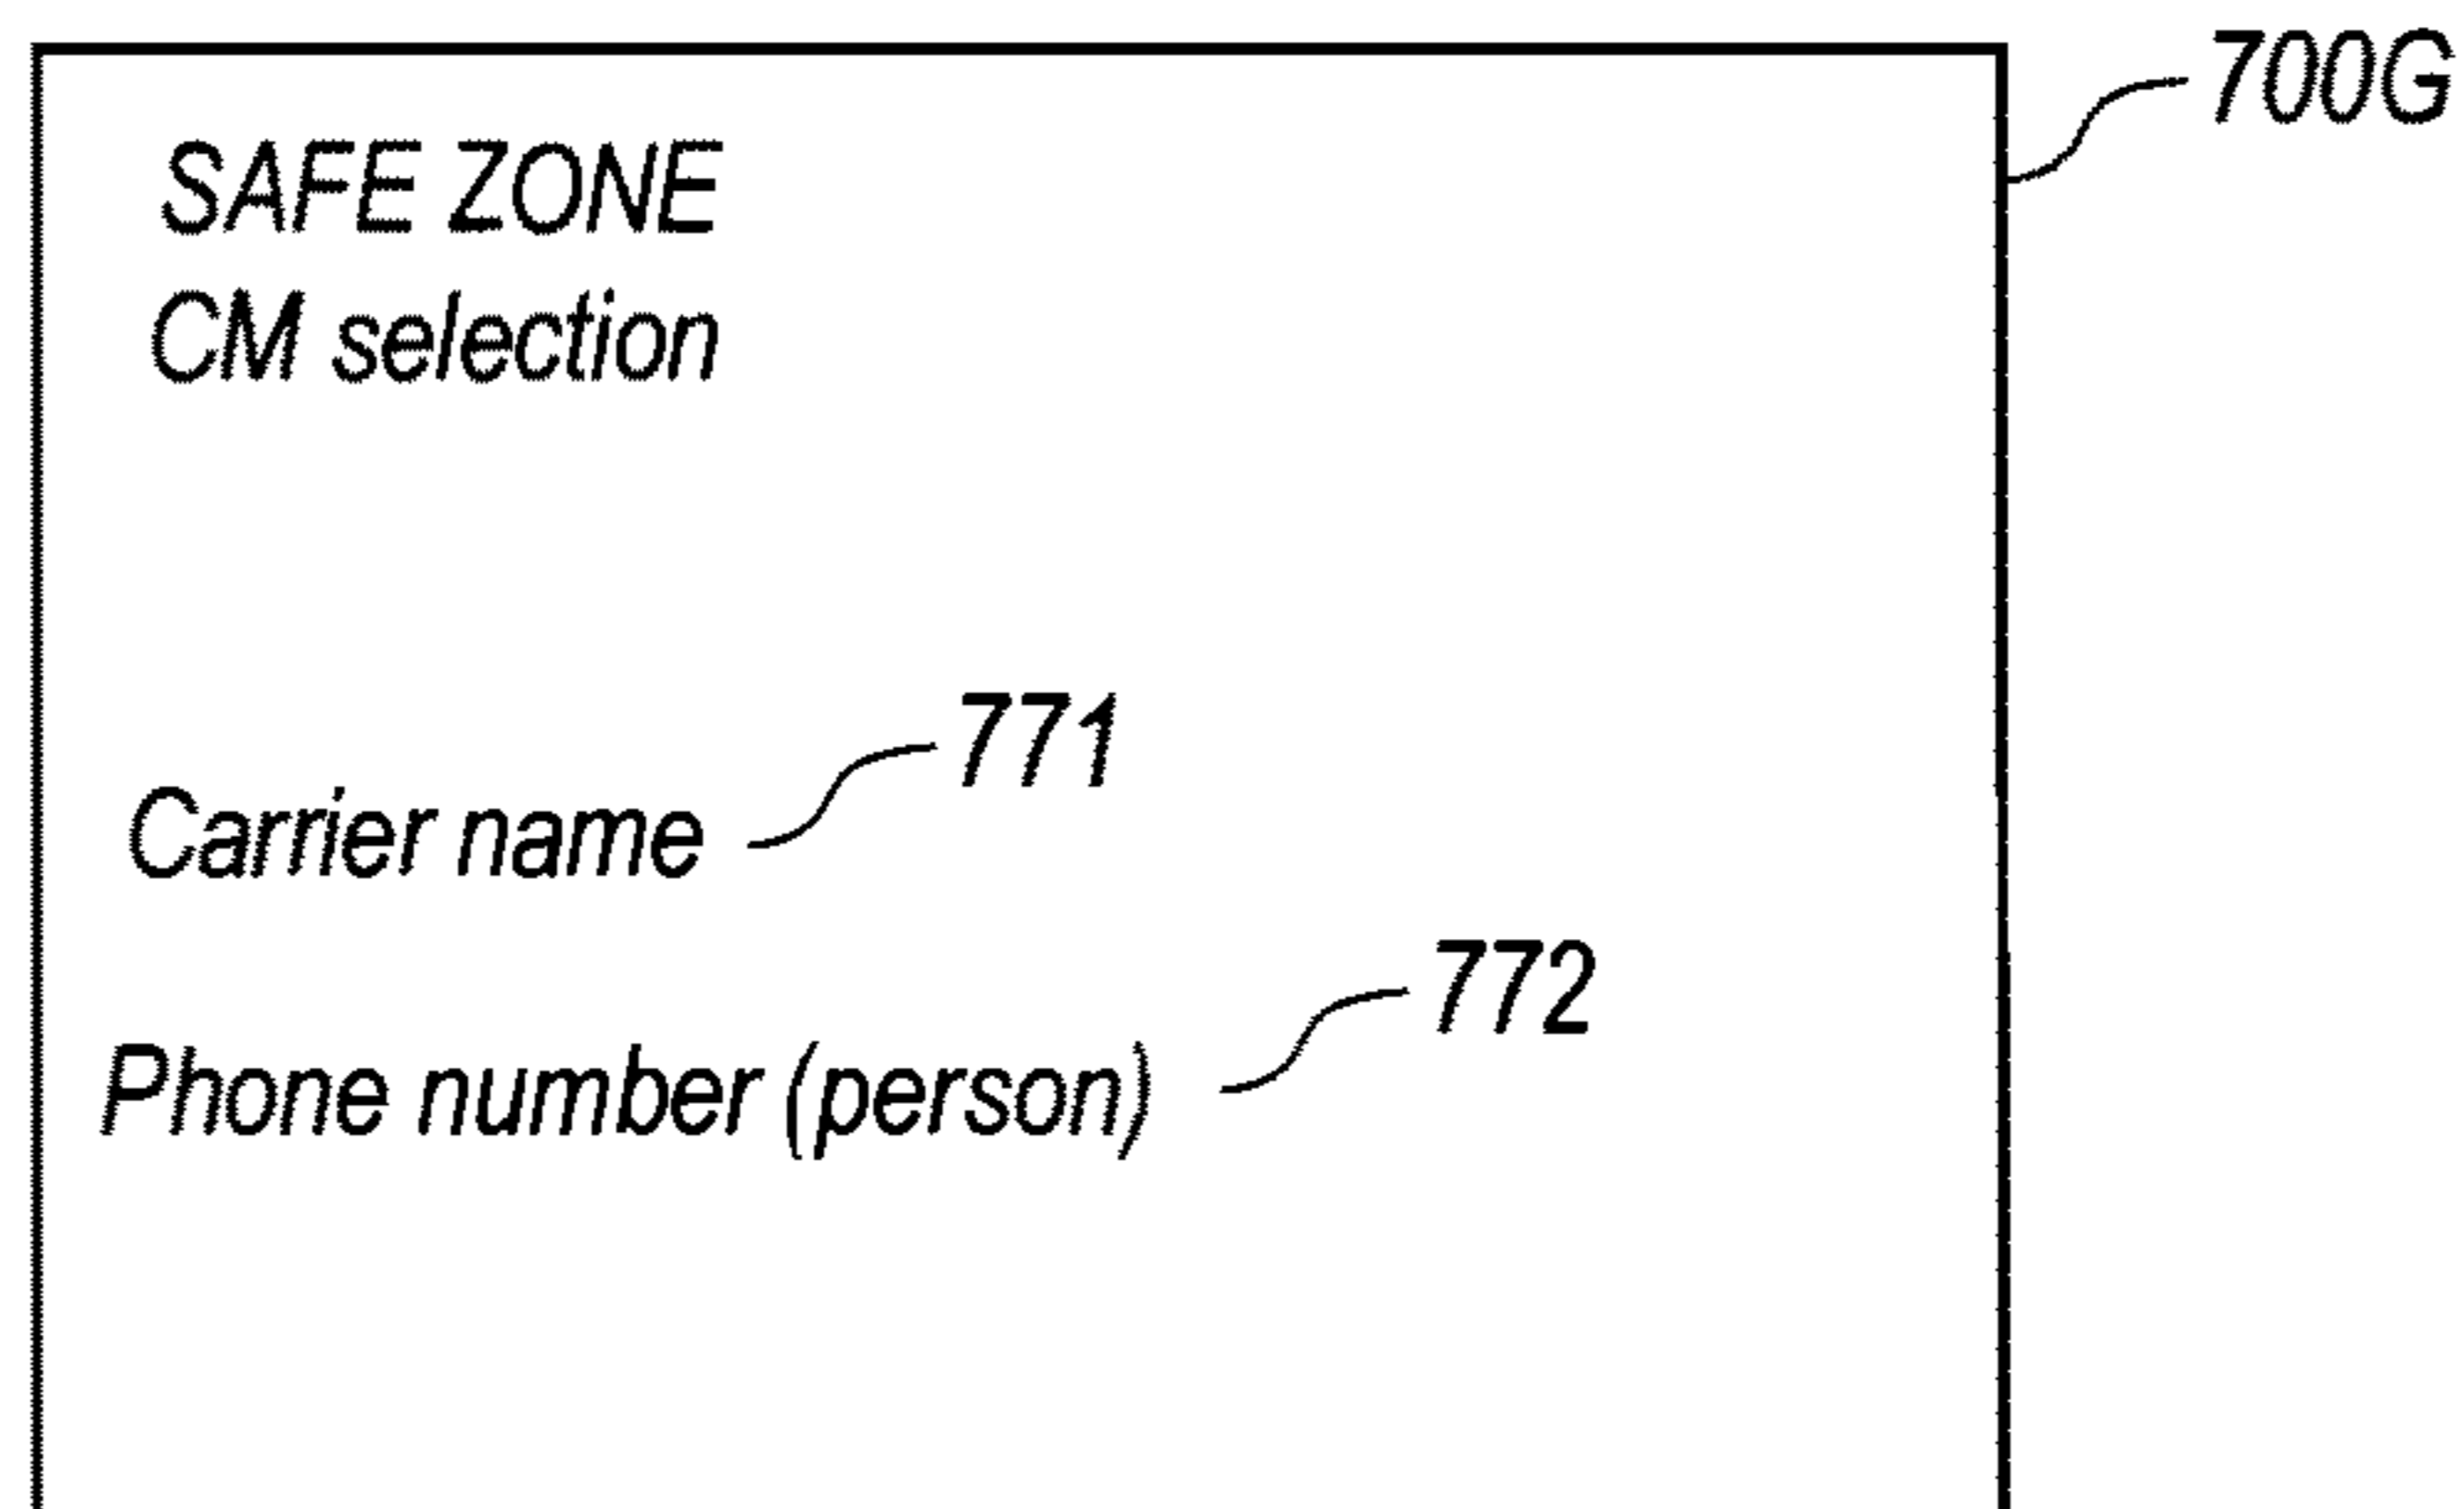 700G
SAFE ZONE
CM selection
771
Carrier name
772
Phone number (person)